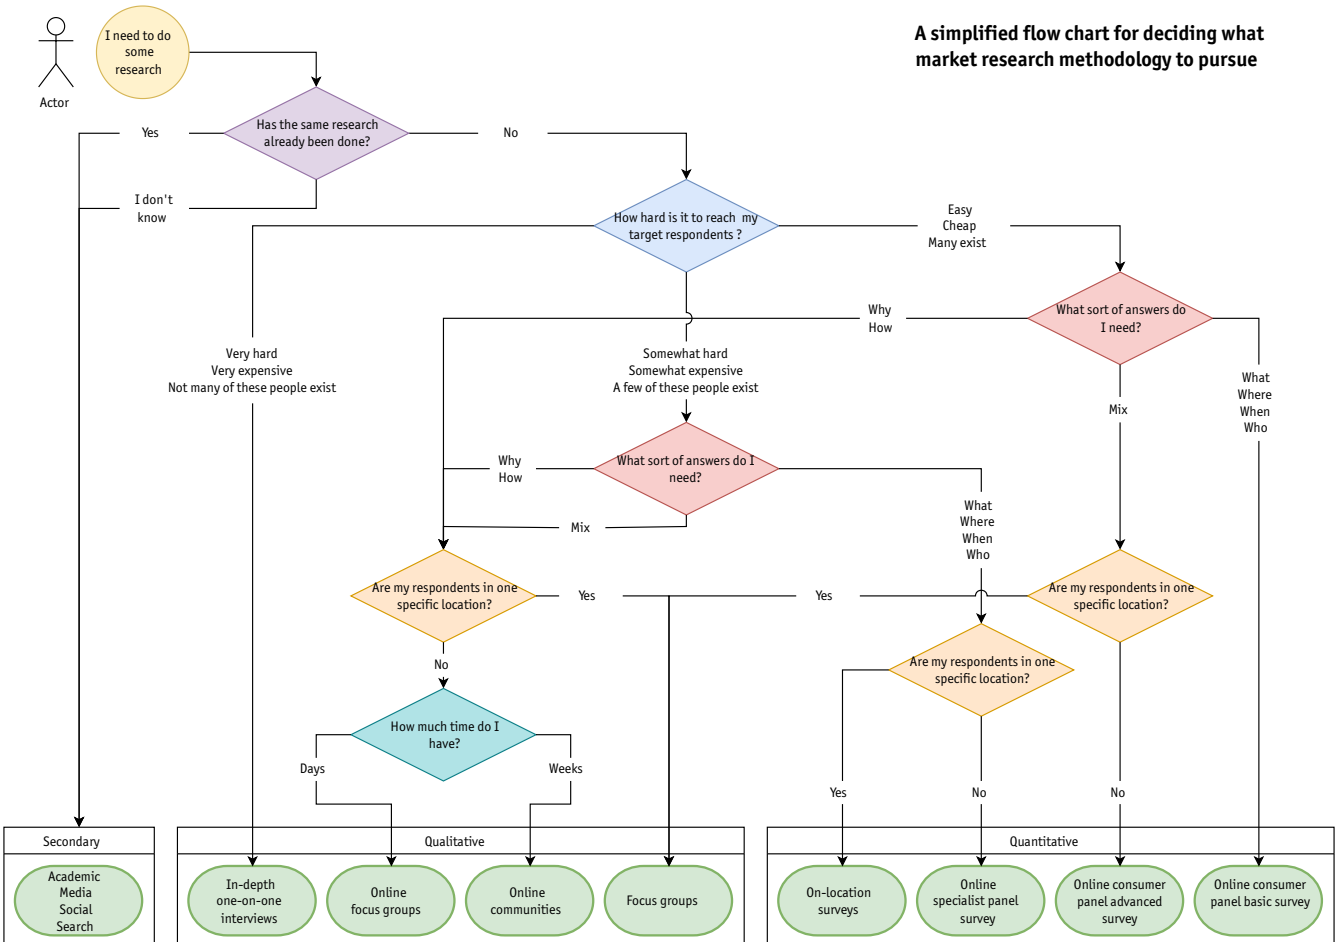 A simplified flow chart for deciding what
market research methodology to pursue
Actor
I need to do
some
research
Has the same research
already been done?
Yes
No
I don't
know
How hard is it to reach  my
target respondents ?
Easy
Cheap
Many exist
What sort of answers do
I need?
Why
How
Very hard
Very expensive
Not many of these people exist
Somewhat hard
Somewhat expensive
A few of these people exist
Mix
What
Where
When
Who
What sort of answers do I
need?
Why
How
Mix
What
Where
When
Who
Are my respondents in one
specific location?
Yes
Yes
Are my respondents in one
specific location?
No
Are my respondents in one
specific location?
How much time do I
have?
Days
Weeks
Yes
No
No
Secondary
Academic
Media
Social
Search
Qualitative
In-depth
one-on-one
interviews
Online
focus groups
Online
communities
Focus groups
Quantitative
On-location
surveys
Online
specialist panel
survey
Online consumer
panel advanced
survey
Online consumer
panel basic survey